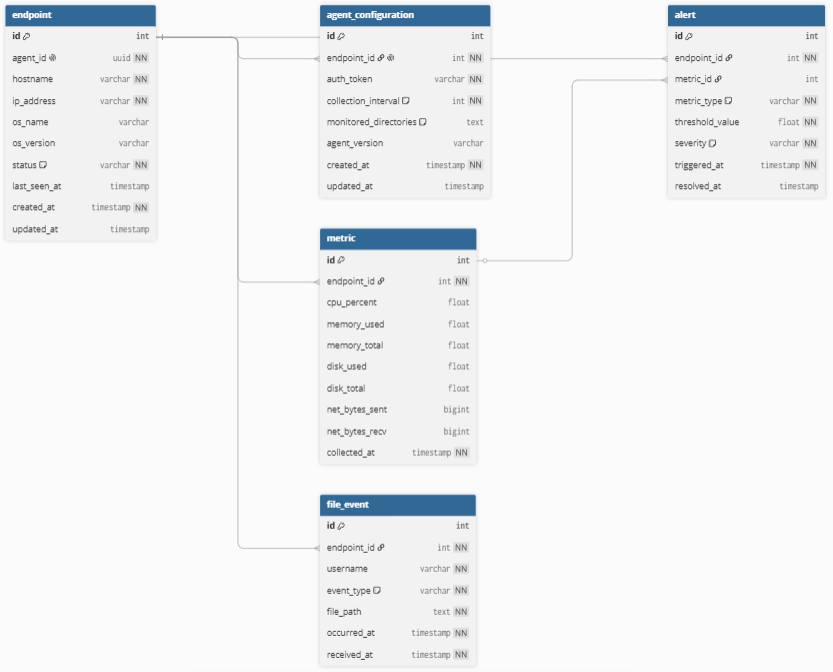 endpoint
id int
agent_id uuid NN
hostname varchar NN
ip_address varchar NN
os_name varchar
os_version varchar
status varchar NN
last_seen_at timestamp
created_at timestamp NN
updated_at timestamp
agent_configuration
id int
endpoint_id int NN
auth_token varchar NN
collection_interval int NN
monitored_directories text
agent_version varchar
created_at timestamp NN
updated_at timestamp
alert
id int
endpoint_id int NN
metric_id int
metric_type varchar NN
threshold_value float NN
severity varchar NN
triggered_at timestamp NN
resolved_at timestamp
metric
id int
endpoint_id int NN
cpu_percent float
memory_used float
memory_total float
disk_used float
disk_total float
net_bytes_sent bigint
net_bytes_recv bigint
collected_at timestamp NN
file_event
id int
endpoint_id int NN
username varchar NN
event_type varchar NN
file_path text NN
occurred_at timestamp NN
received_at timestamp NN